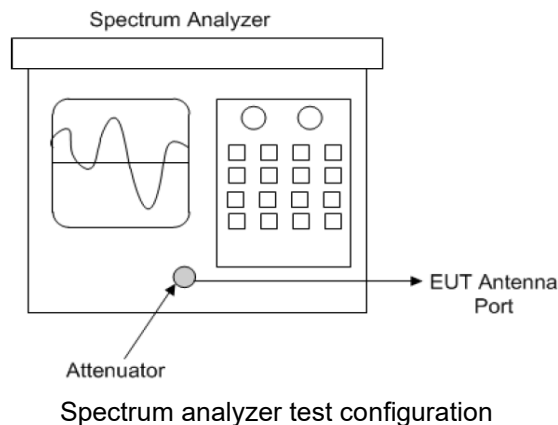 Spectrum Analyzer
EUT Antenna
Port
Attenuator
Spectrum analyzer test configuration